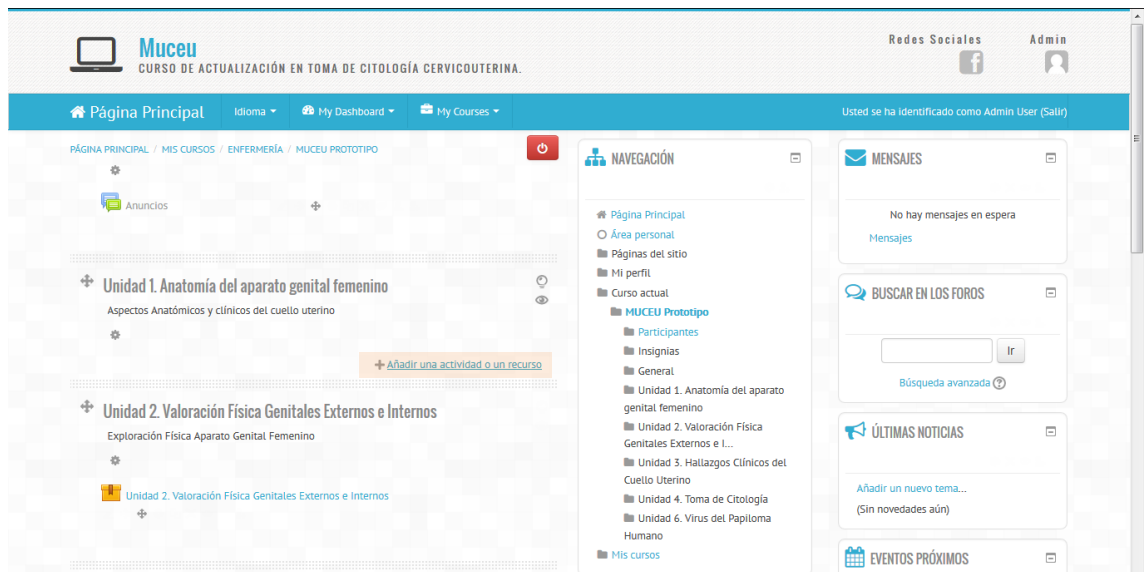 Muceu
CURSO DE ACTUALIZACIÓN EN TOMA DE CITOLOGÍA CERVICOUTERINA.
Redes Sociales
Admin
Página Principal
Idioma
My Dashboard
My Courses
Usted se ha identificado como Admin User (Salir)
PÁGINA PRINCIPAL / MIS CURSOS / ENFERMERÍA / MUCEU PROTOTIPO
Anuncios
Unidad 1. Anatomía del aparato genital femenino
Aspectos Anatómicos y clínicos del cuello uterino
Añadir una actividad o un recurso
Unidad 2. Valoración Física Genitales Externos e Internos
Exploración Física Aparato Genital Femenino
Unidad 2. Valoración Física Genitales Externos e Internos
NAVEGACIÓN
Página Principal
Área personal
Páginas del sitio
Mi perfil
Curso actual
MUCEU Prototipo
Participantes
Insignias
General
Unidad 1. Anatomía del aparato
genital femenino
Unidad 2. Valoración Física
Genitales Externos e I...
Unidad 3. Hallazgos Clínicos del
Cuello Uterino
Unidad 4. Toma de Citología
Unidad 6. Virus del Papiloma
Humano
Mis cursos
MENSAJES
No hay mensajes en espera
Mensajes
BUSCAR EN LOS FOROS
Ir
Búsqueda avanzada
ÚLTIMAS NOTICIAS
Añadir un nuevo tema...
(Sin novedades aún)
EVENTOS PRÓXIMOS